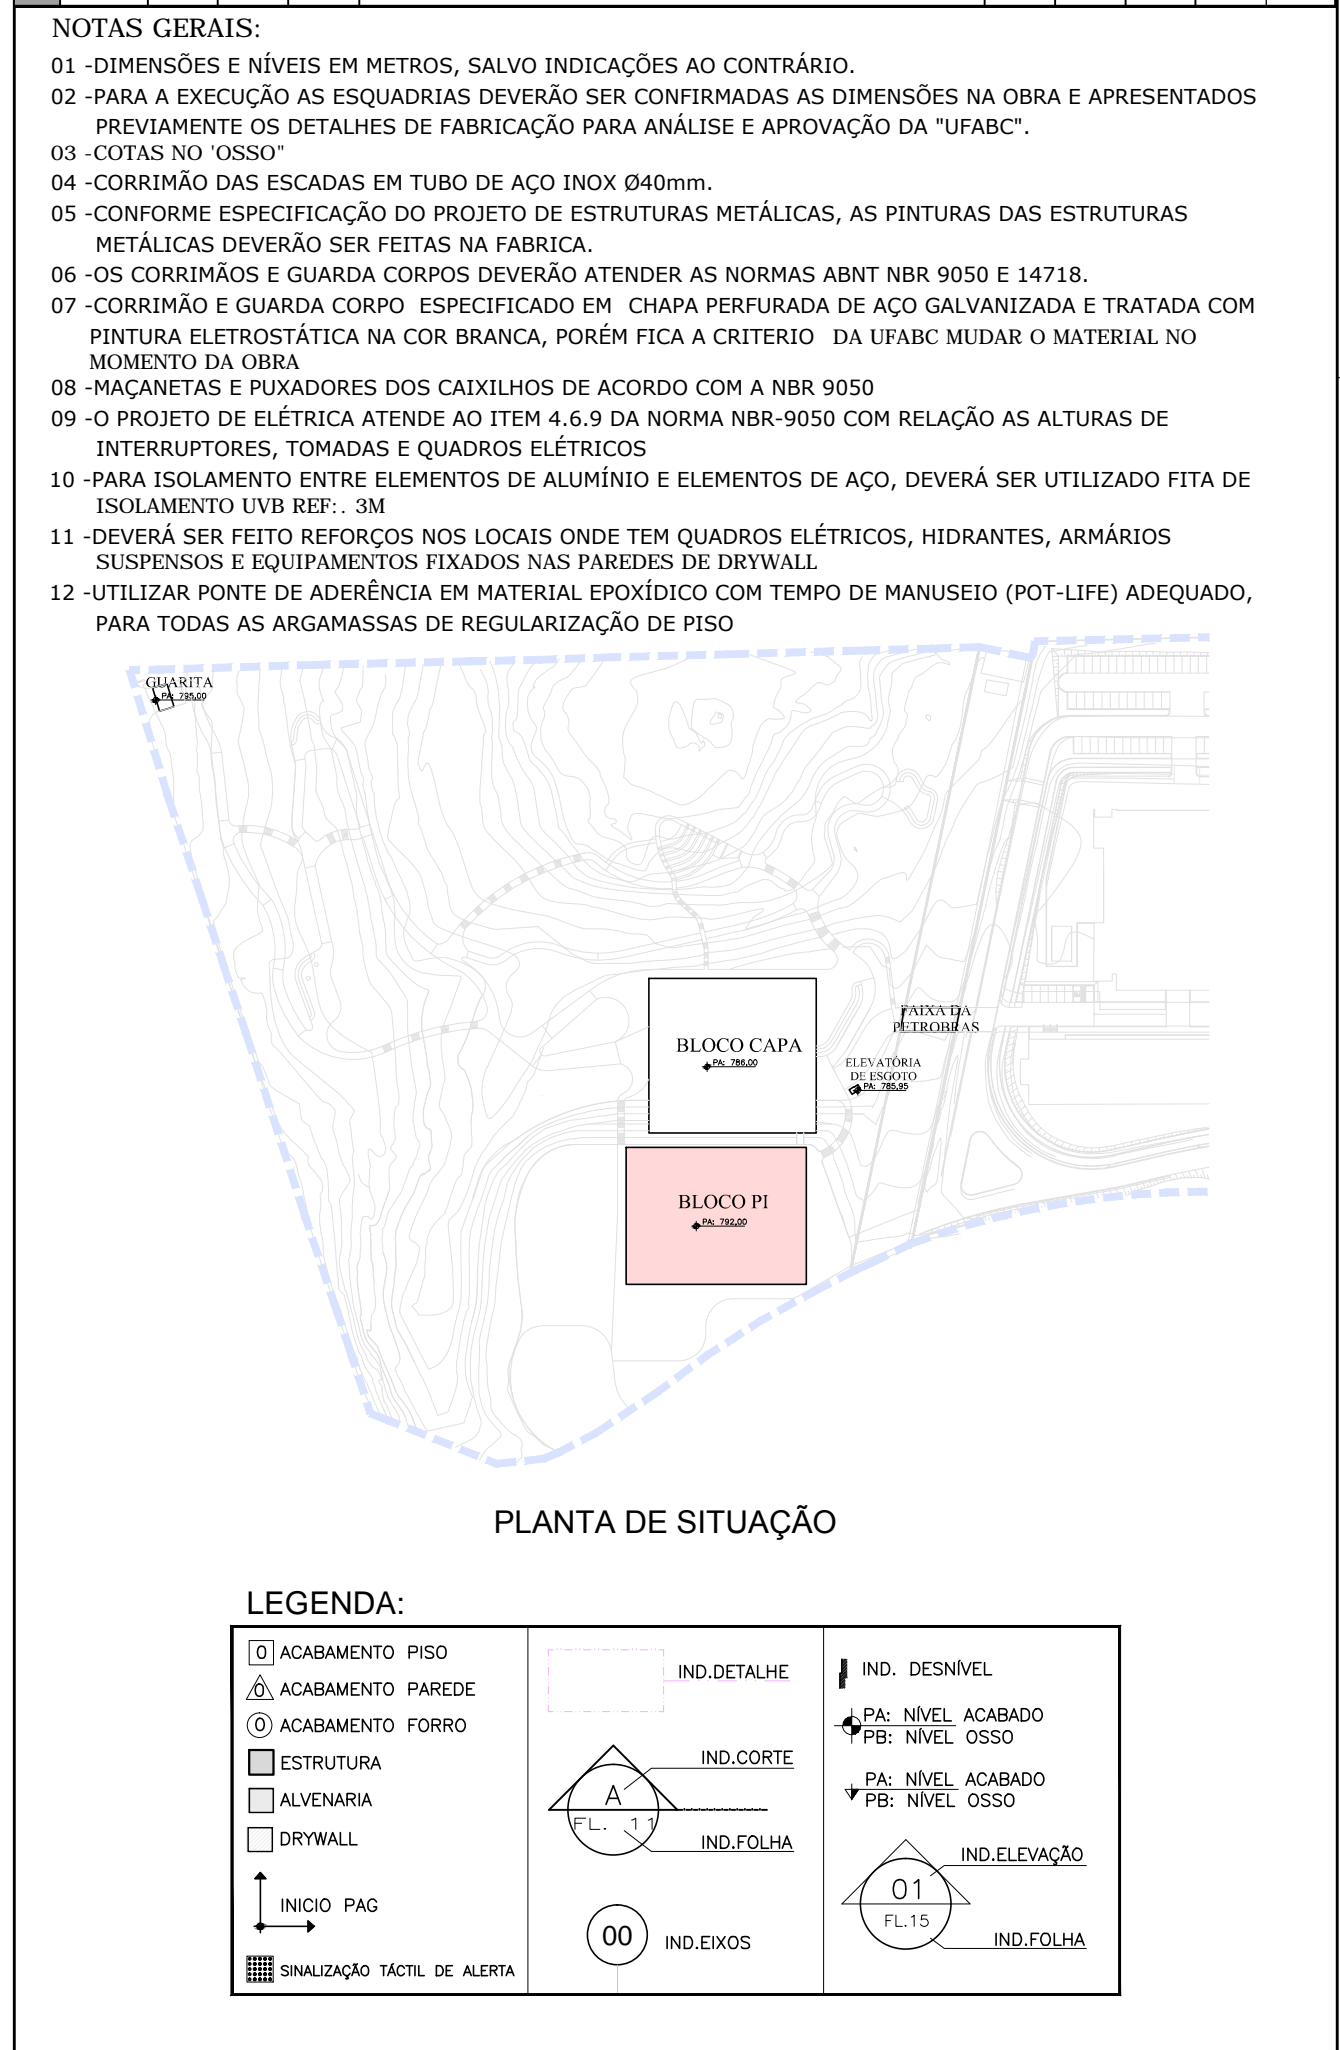 NOTAS GERAIS:
01 -DIMENSÕES E NÍVEIS EM METROS, SALVO INDICAÇÕES AO CONTRÁRIO.
02 -PARA A EXECUÇÃO AS ESQUADRIAS DEVERÃO SER CONFIRMADAS AS DIMENSÕES NA OBRA E APRESENTADOS
PREVIAMENTE OS DETALHES DE FABRICAÇÃO PARA ANÁLISE E APROVAÇÃO DA "UFABC".
03 -COTAS NO 'OSSO"
04 -CORRIMÃO DAS ESCADAS EM TUBO DE AÇO INOX Ø40mm.
05 -CONFORME ESPECIFICAÇÃO DO PROJETO DE ESTRUTURAS METÁLICAS, AS PINTURAS DAS ESTRUTURAS
METÁLICAS DEVERÃO SER FEITAS NA FABRICA.
06 -OS CORRIMÃOS E GUARDA CORPOS DEVERÃO ATENDER AS NORMAS ABNT NBR 9050 E 14718.
07 -CORRIMÃO E GUARDA CORPO ESPECIFICADO EM CHAPA PERFURADA DE AÇO GALVANIZADA E TRATADA COM
PINTURA ELETROSTÁTICA NA COR BRANCA, PORÉM FICA A CRITERIO DA UFABC MUDAR O MATERIAL NO
MOMENTO DA OBRA
08 -MAÇANETAS E PUXADORES DOS CAIXILHOS DE ACORDO COM A NBR 9050
09 -O PROJETO DE ELÉTRICA ATENDE AO ITEM 4.6.9 DA NORMA NBR-9050 COM RELAÇÃO AS ALTURAS DE
INTERRUPTORES, TOMADAS E QUADROS ELÉTRICOS
10 -PARA ISOLAMENTO ENTRE ELEMENTOS DE ALUMÍNIO E ELEMENTOS DE AÇO, DEVERÁ SER UTILIZADO FITA DE
ISOLAMENTO UVB REF:. 3M
11 -DEVERÁ SER FEITO REFORÇOS NOS LOCAIS ONDE TEM QUADROS ELÉTRICOS, HIDRANTES, ARMÁRIOS
SUSPENSOS E EQUIPAMENTOS FIXADOS NAS PAREDES DE DRYWALL
12 -UTILIZAR PONTE DE ADERÊNCIA EM MATERIAL EPOXÍDICO COM TEMPO DE MANUSEIO (POT-LIFE) ADEQUADO,
PARA TODAS AS ARGAMASSAS DE REGULARIZAÇÃO DE PISO
GUARITA
PA: 795,00
FAIXA DA
PETROBRAS
BLOCO CAPA
PA: 786,00
ELEVATÓRIA
DE ESGOTO
PA: 785,95
BLOCO PI
PA: 792,00
PLANTA DE SITUAÇÃO
LEGENDA:
0 ACABAMENTO PISO
0 ACABAMENTO PAREDE
0 ACABAMENTO FORRO
ESTRUTURA
ALVENARIA
DRYWALL
INICIO PAG
SINALIZAÇÃO TÁCTIL DE ALERTA
IND.DETALHE
IND.CORTE
A
FL. 11
IND.FOLHA
00
IND.EIXOS
IND. DESNÍVEL
PA: NÍVEL ACABADO
PB: NÍVEL OSSO
PA: NÍVEL ACABADO
PB: NÍVEL OSSO
IND.ELEVAÇÃO
01
FL.15
IND.FOLHA